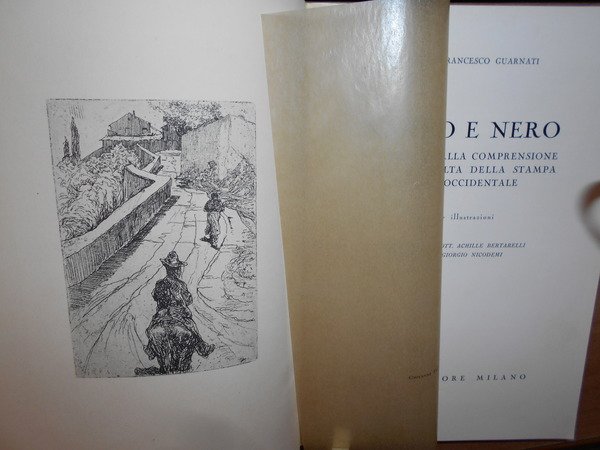 RANCESCO GUARNATI
O E NERO
LLA COMPRENSIONE
LTA DELLA STAMPA
OCCIDENTALE
illustrazioni
OTT. ACHILLE BERTARELLI
GIORGIO NICODEMI
ORE MILANO